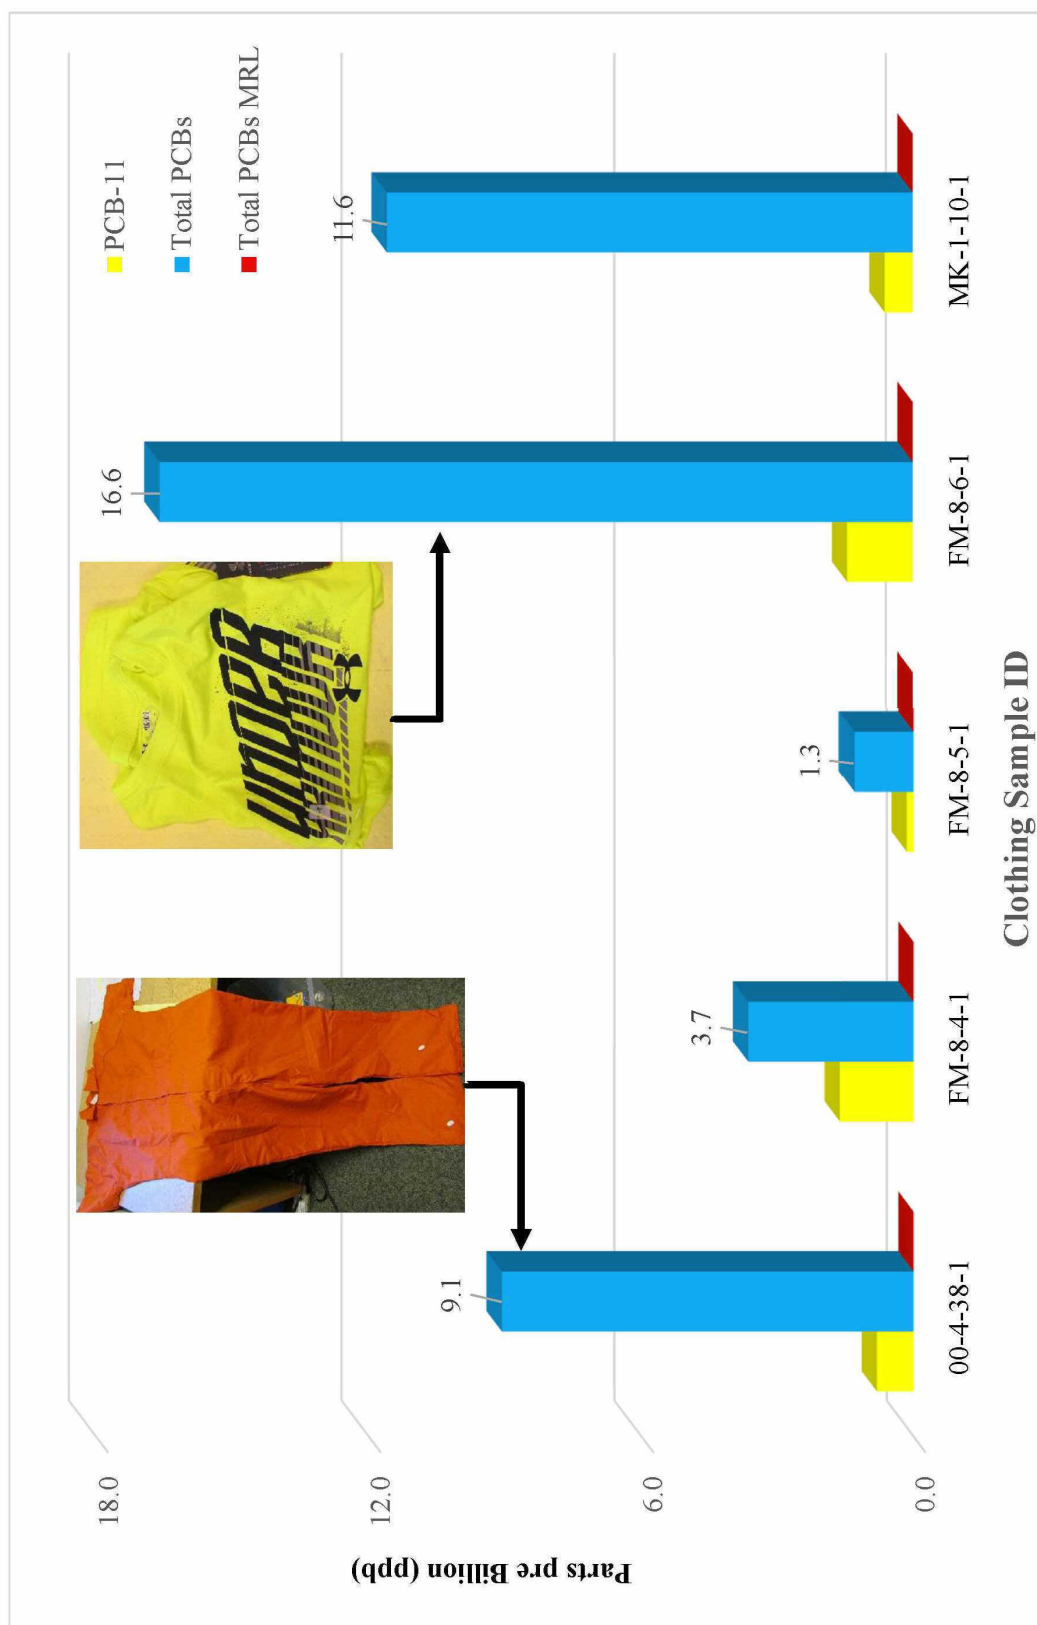 PCB-11
Total PCBs
Total PCBs MRL
18.0
12.0
6.0
0.0
Parts pre Billion (ppb)
9.1
3.7
1.3
16.6
11.6
UNDER
ARMOUR
00-4-38-1
FM-8-4-1
FM-8-5-1
FM-8-6-1
MK-1-10-1
Clothing Sample ID